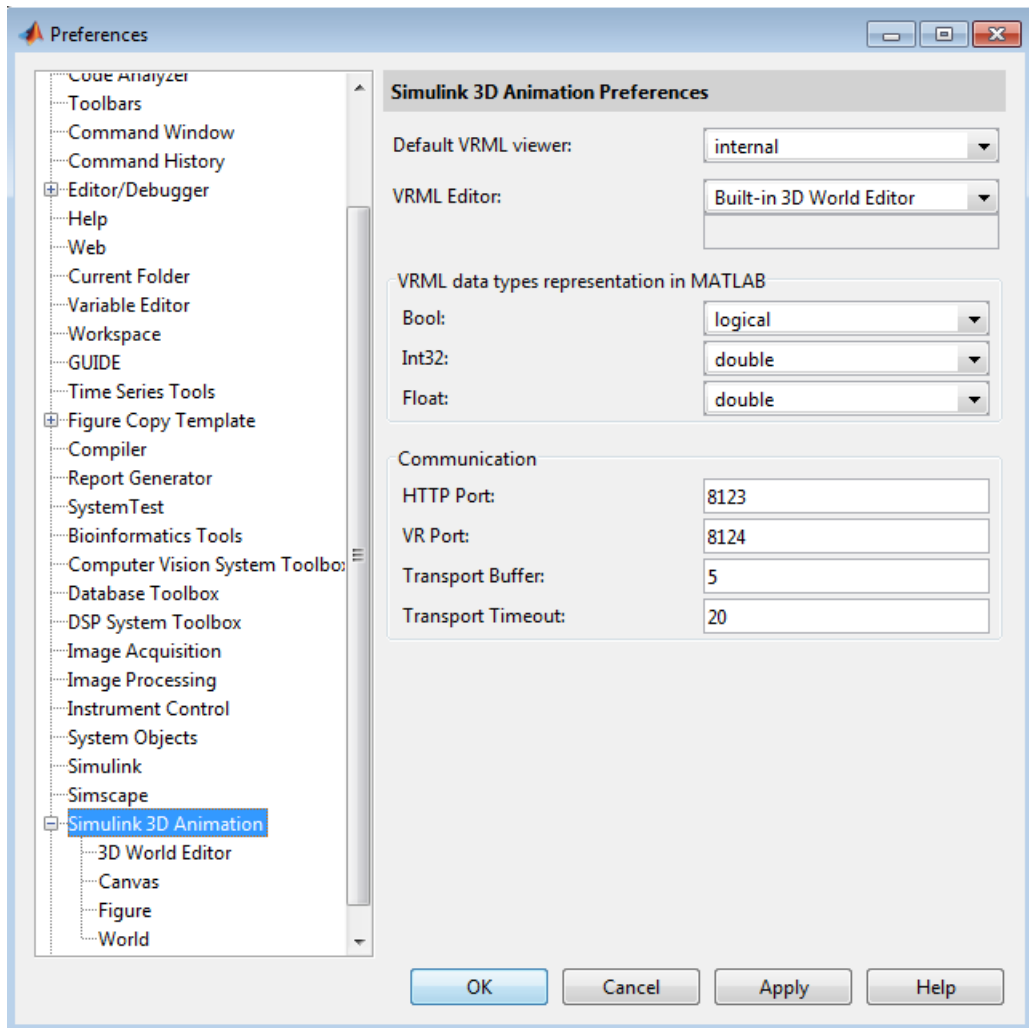 Preferences
Code Analyzer
Toolbars
Command Window
Command History
Editor/Debugger
Help
Web
Current Folder
Variable Editor
Workspace
GUIDE
Time Series Tools
Figure Copy Template
Compiler
Report Generator
SystemTest
Bioinformatics Tools
Computer Vision System Toolbo
Database Toolbox
DSP System Toolbox
Image Acquisition
Image Processing
Instrument Control
System Objects
Simulink
Simscape
Simulink 3D Animation
3D World Editor
Canvas
Figure
World
Simulink 3D Animation Preferences
Default VRML viewer: internal
VRML Editor: Built-in 3D World Editor
VRML data types representation in MATLAB
Bool: logical
Int32: double
Float: double
Communication
HTTP Port: 8123
VR Port: 8124
Transport Buffer: 5
Transport Timeout: 20
OK Cancel Apply Help